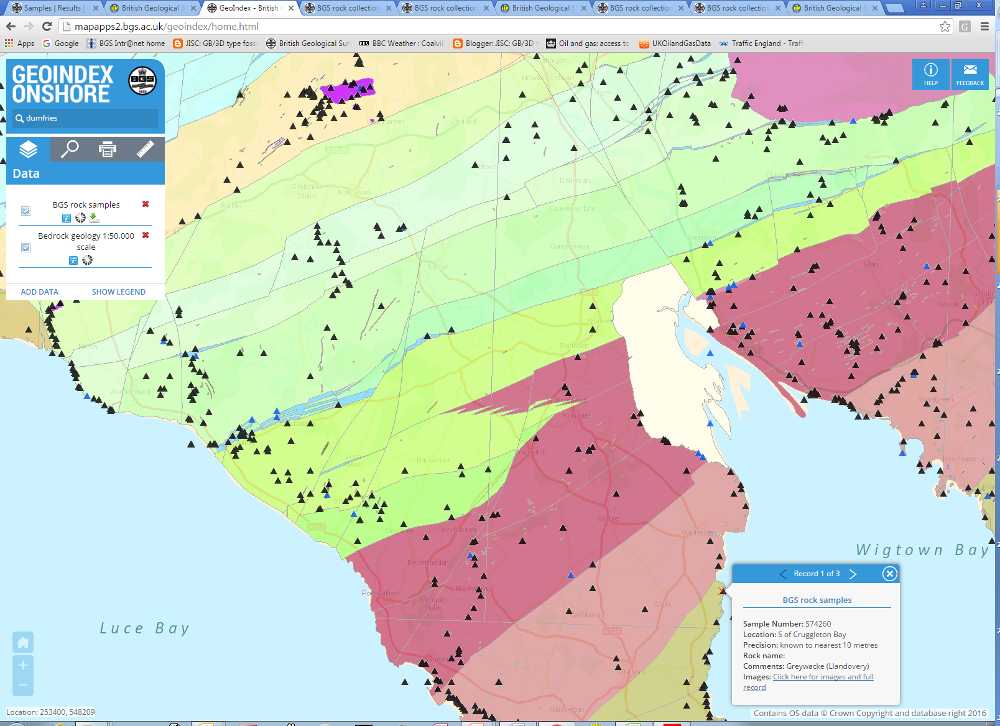 Samples | Results |
British Geological S
GeoIndex - British G
BGS rock collection
BGS rock collection
British Geological S
BGS rock collection
BGS rock collection
British Geological S
mapapps2.bgs.ac.uk/geoindex/home.html
Apps
Google
BGS Intr@net home
JISC: GB/3D type foss
British Geological Sur
BBC Weather : Coalvil
Blogger: JISC: GB/3D
Oil and gas: access to
UKOilandGasData
Traffic England - Traff
GEOINDEX
ONSHORE
BGS
1835
dumfries
HELP
FEEDBACK
Data
BGS rock samples
Bedrock geology 1:50,000
scale
ADD DATA
SHOW LEGEND
Minnigaff
Newton Stewart
Calgow
Benfield
A75(T)
Craighlaw
Mains
Kirkcowan
Baltersan
Barlae
Causeway End
Creetown
Carsegowan
Spittal
Glen
A714
Anwoth
Wigtown
Milton
Bladnoch
Auchenmalg
Sandgreen
Kirkinner
Whauphill
Loch
Head
Barrachan
Knockbrex
Sorbie
A747
Mochrum
Airyhassen
Garlieston
Wigtown Bay
Drumtroddan
Port William
Big Balcraig
Monreith
Mains
Cults
Castlewigg
A746
Luce Bay
Monreith
Whithorn
Glasserton
Record 1 of 3
BGS rock samples
Sample Number: S74260
Location: S of Cruggleton Bay
Precision: known to nearest 10 metres
Rock name:
Comments: Greywacke (Llandovery)
Images: Click here for images and full
record
Location: 253400, 548209
Contains OS data © Crown Copyright and database right 2016